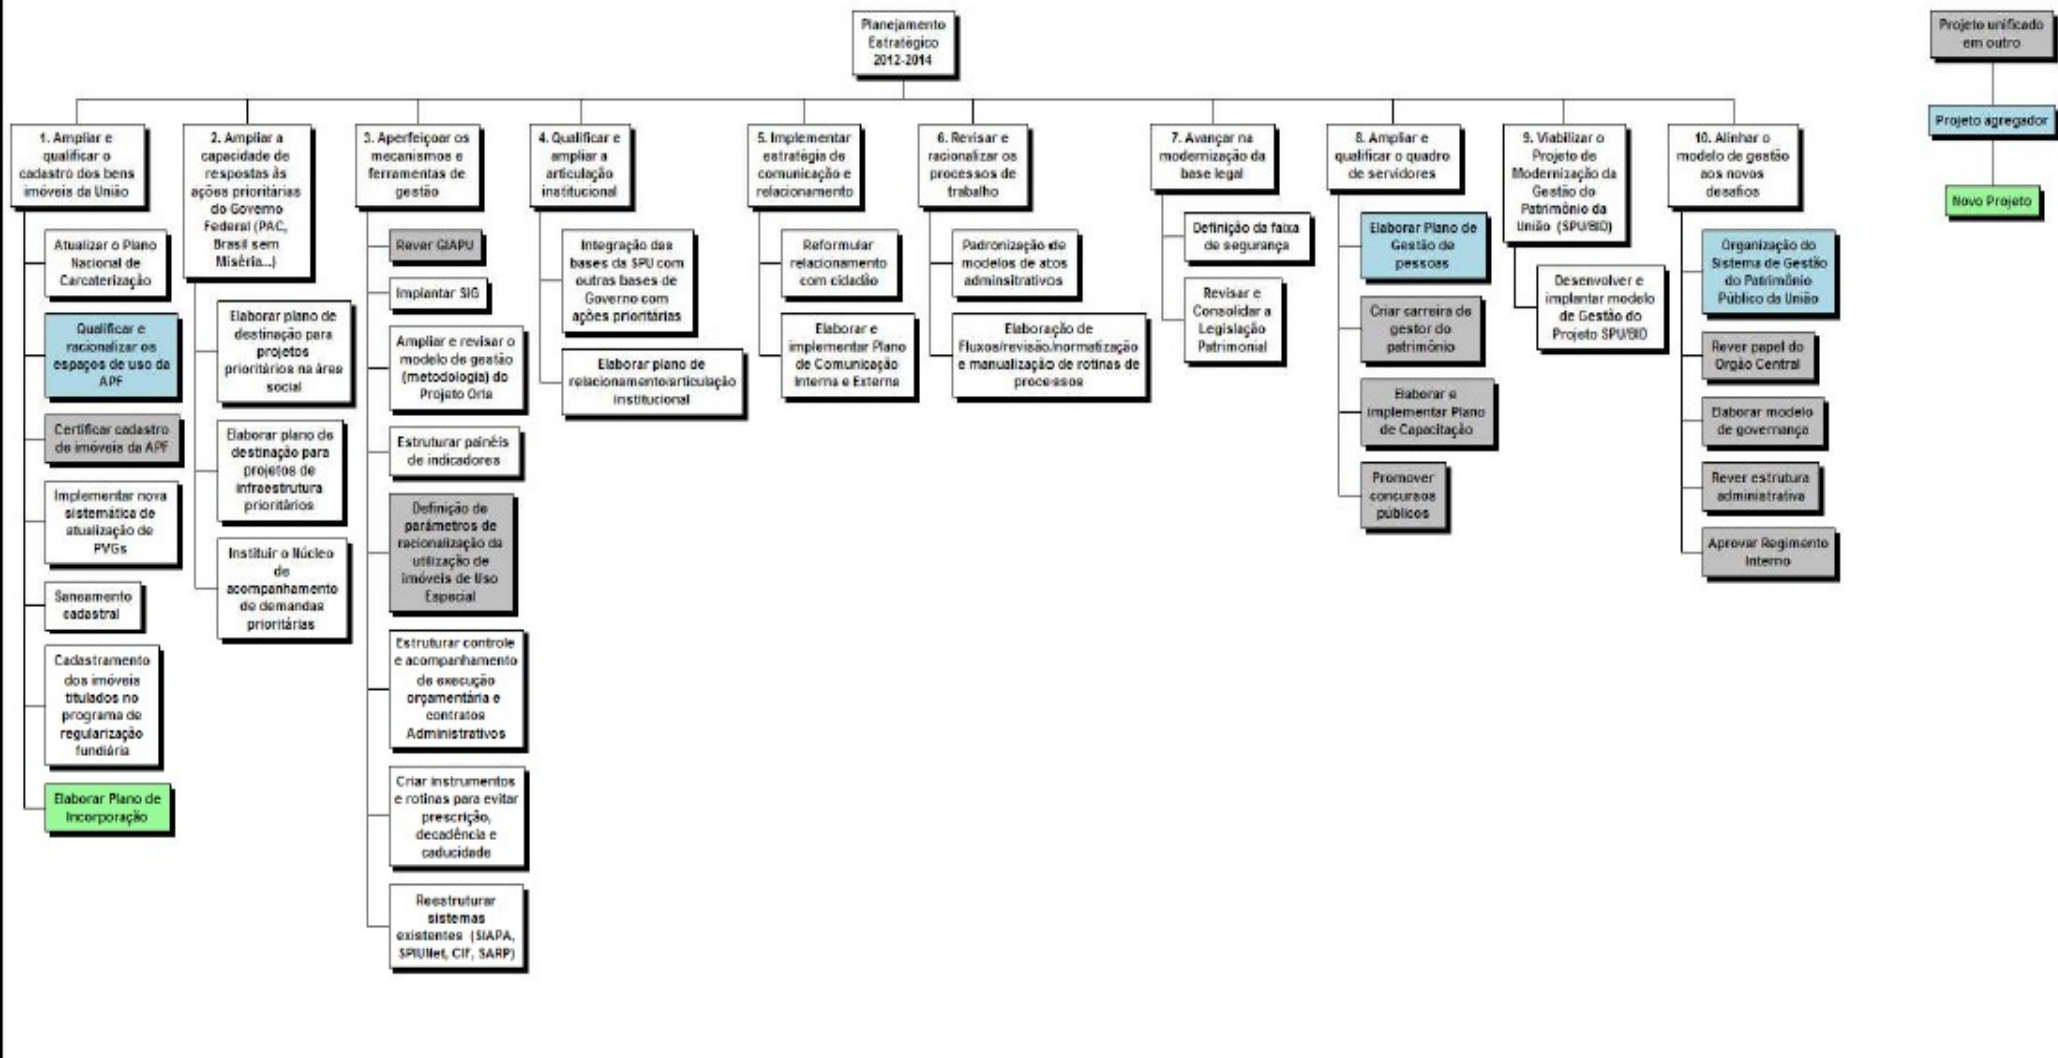 Planejamento
Estratégico
2012-2014
1. Ampliar e
qualificar o
cadastro dos bens
imóveis da União
Atualizar o Plano
Nacional de
Carcaterização
Qualificar e
racionalizar os
espaços de uso da
APF
Certificar cadastro
de imóveis da APF
Implementar nova
sistemática de
atualização de
PVGs
Saneamento
cadastral
Cadastramento
dos imóveis
titulados no
programa de
regularização
fundiária
Elaborar Plano de
Incorporação
2. Ampliar a
capacidade de
respostas às
ações prioritárias
do Governo
Federal (PAC,
Brasil sem
Miséria...)
Elaborar plano de
destinação para
projetos
prioritários na área
social
Elaborar plano de
destinação para
projetos de
infraestrutura
prioritários
Instituir o Núcleo
de
acompanhamento
de demandas
prioritárias
3. Aperfeiçoar os
mecanismos e
ferramentas de
gestão
Rever GIAPU
Implantar SIG
Ampliar e revisar o
modelo de gestão
(metodologia) do
Projeto Orla
Estruturar painéis
de indicadores
Definição de
parâmetros de
racionalização da
utilização de
imóveis de Uso
Especial
Estruturar controle
e acompanhamento
de execução
orçamentária e
contratos
Administrativos
Criar instrumentos
e rotinas para evitar
prescrição,
decadência e
caducidade
Reestruturar
sistemas
existentes (SIAPA,
SPIUNet, CIF, SARP)
4. Qualificar e
ampliar a
articulação
institucional
Integração das
bases da SPU com
outras bases de
Governo com
ações prioritárias
Elaborar plano de
relacionamento/articulação
institucional
5. Implementar
estratégia de
comunicação e
relacionamento
Reformular
relacionamento
com cidadão
Elaborar e
implementar Plano
de Comunicação
Interna e Externa
6. Revisar e
racionalizar os
processos de
trabalho
Padronização de
modelos de atos
adminsitrativos
Elaboração de
Fluxos/revisão/normatização
e manualização de rotinas de
processos
7. Avançar na
modernização da
base legal
Definição da faixa
de segurança
Revisar e
Consolidar a
Legislação
Patrimonial
8. Ampliar e
qualificar o quadro
de servidores
Elaborar Plano de
Gestão de
pessoas
Criar carreira de
gestor do
patrimônio
Elaborar e
implementar Plano
de Capacitação
Promover
concursos
públicos
9. Viabilizar o
Projeto de
Modernização da
Gestão do
Patrimônio da
União (SPU/BID)
Desenvolver e
implantar modelo
de Gestão do
Projeto SPU/BID
10. Alinhar o
modelo de gestão
aos novos
desafios
Organização do
Sistema de Gestão
do Patrimônio
Público da União
Rever papel do
Orgão Central
Elaborar modelo
de governança
Rever estrutura
administrativa
Aprovar Regimento
Interno
Projeto unificado
em outro
Projeto agregador
Novo Projeto